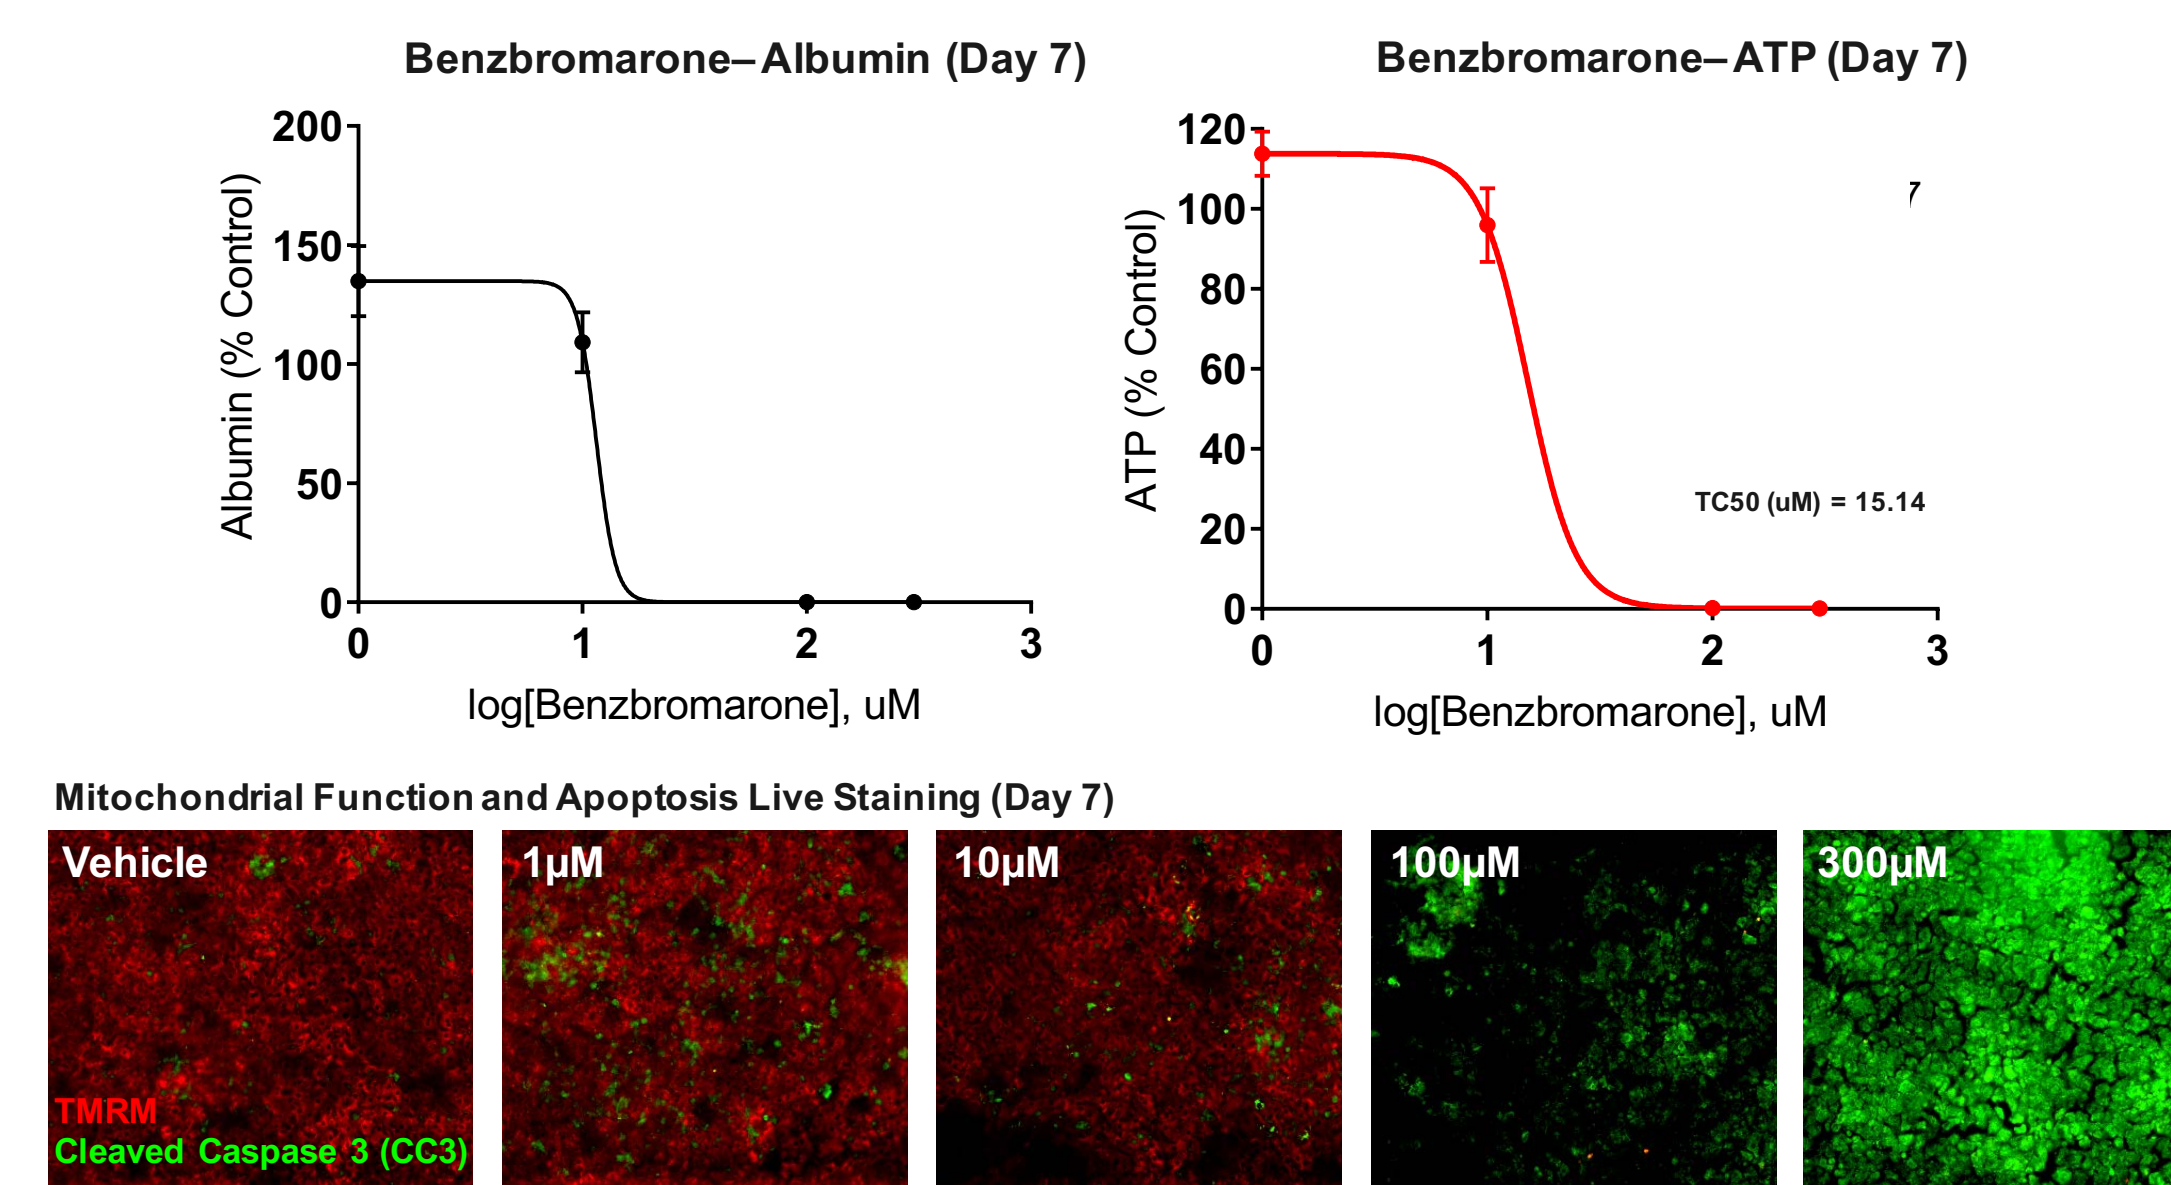 Benzbromarone–Albumin (Day 7)
200
150
100
50
0
Albumin (% Control)
0 1 2 3
log[Benzbromarone], uM
Benzbromarone–ATP (Day 7)
120
100
80
60
40
20
0
ATP (% Control)
7
TC50 (uM) = 15.14
0 1 2 3
log[Benzbromarone], uM
Mitochondrial Function and Apoptosis Live Staining (Day 7)
Vehicle
TMRM
Cleaved Caspase 3 (CC3)
1µM
10µM
100µM
300µM